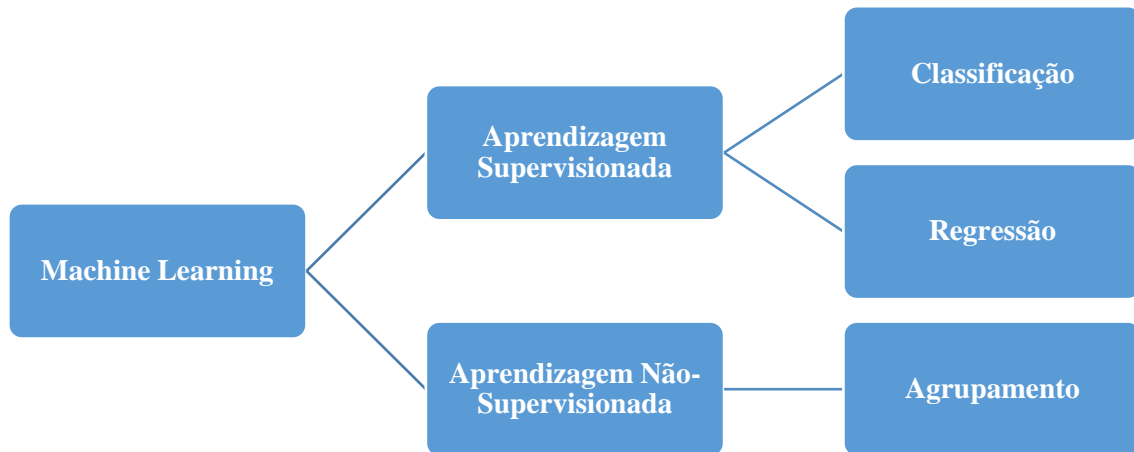 Machine Learning
Aprendizagem
Supervisionada
Classificação
Regressão
Aprendizagem Não-
Supervisionada
Agrupamento